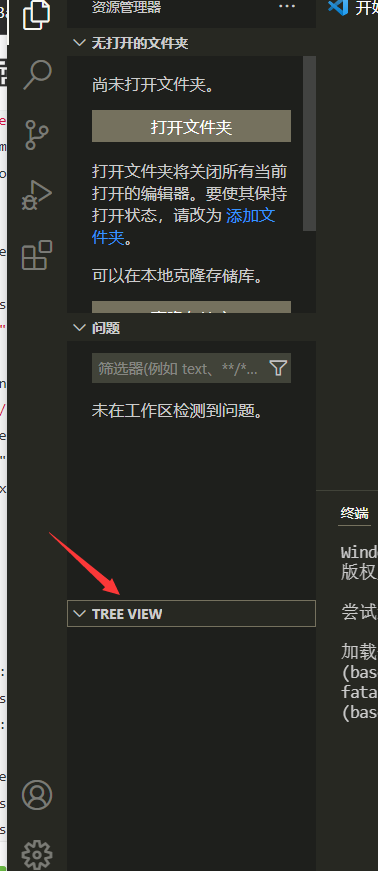 资源管理器
无打开的文件夹
尚未打开文件夹。
打开文件夹
打开文件夹将关闭所有当前
打开的编辑器。要使其保持
打开状态，请改为 添加文
件夹。
可以在本地克隆存储库。
问题
筛选器(例如 text、**/*...
未在工作区检测到问题。
TREE VIEW
终端
Wind
版权
尝试
加载
(bas
fata
(bas